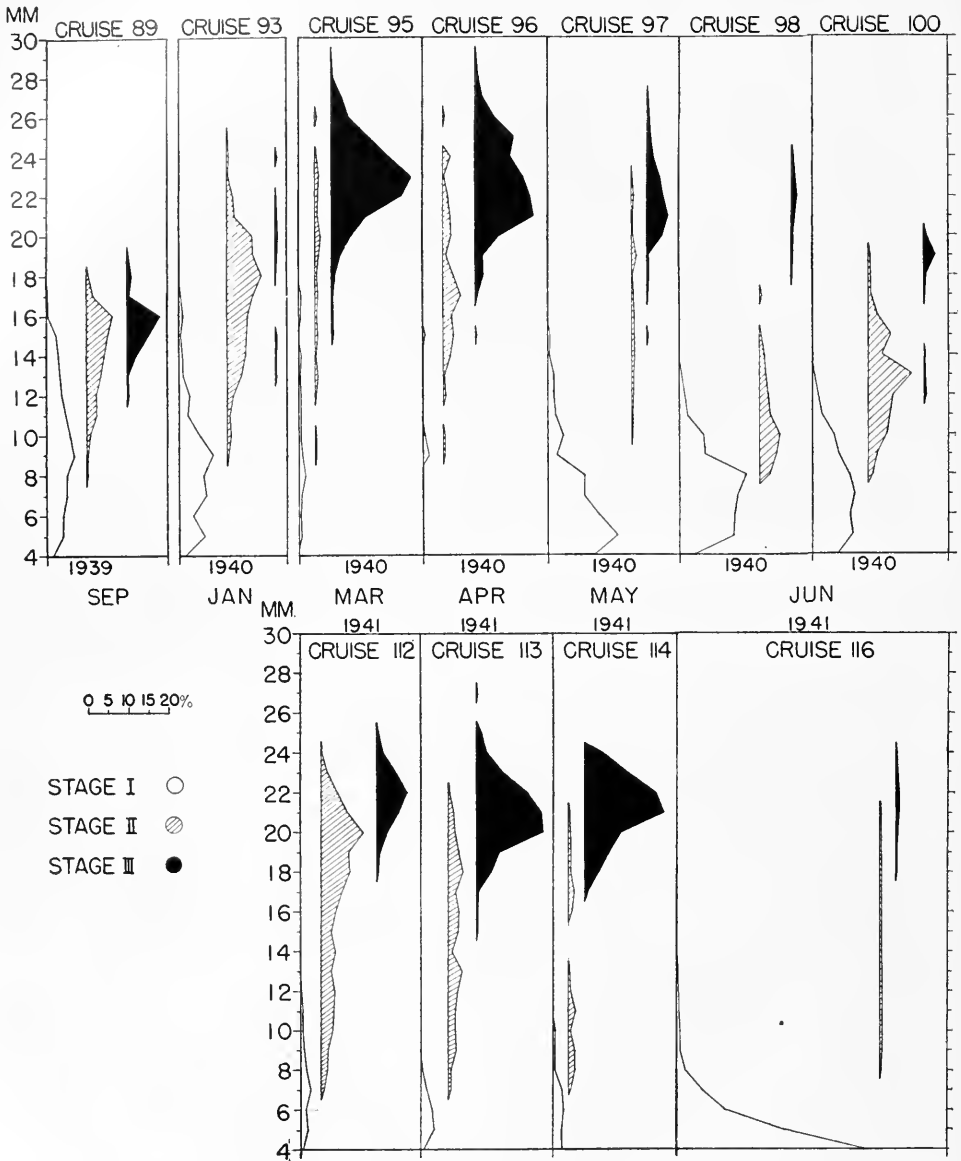 MM
CRUISE 89 CRUISE 93 CRUISE 95 CRUISE 96 CRUISE 97 CRUISE 98 CRUISE 100
30
28
26
24
22
20
18
16
14
12
10
8
6
4
1939 1940 1940 1940 1940 1940 1940
SEP JAN MAR APR MAY JUN
MM. 1941 1941 1941 1941
30
CRUISE 112 CRUISE 113 CRUISE 114 CRUISE 116
28
26
24
22
20
18
16
14
12
10
8
6
4
0 5 10 15 20%
STAGE I
STAGE II
STAGE III